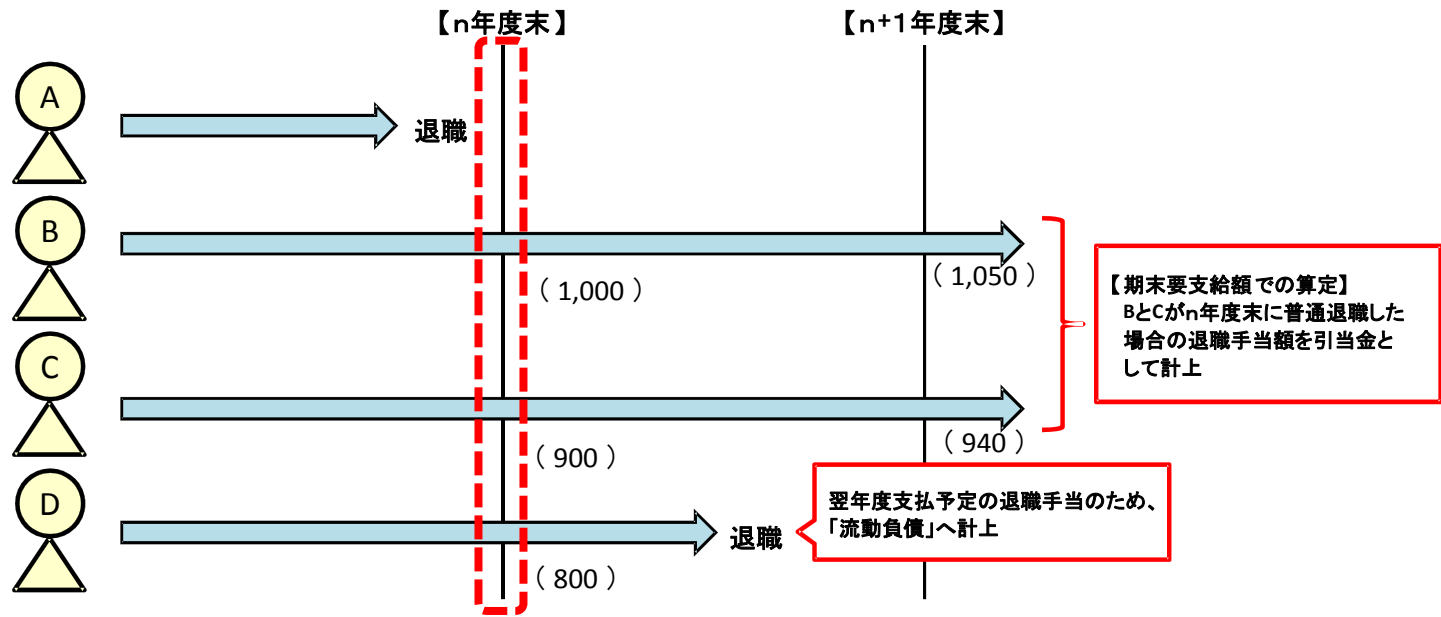 【n年度末】
【n+1年度末】
A
退職
B
（ 1,000 ）
（ 1,050 ）
【期末要支給額での算定】
BとCがn年度末に普通退職した
場合の退職手当額を引当金と
して計上
C
（ 900 ）
（ 940 ）
D
退職
（ 800 ）
翌年度支払予定の退職手当のため、
「流動負債」へ計上